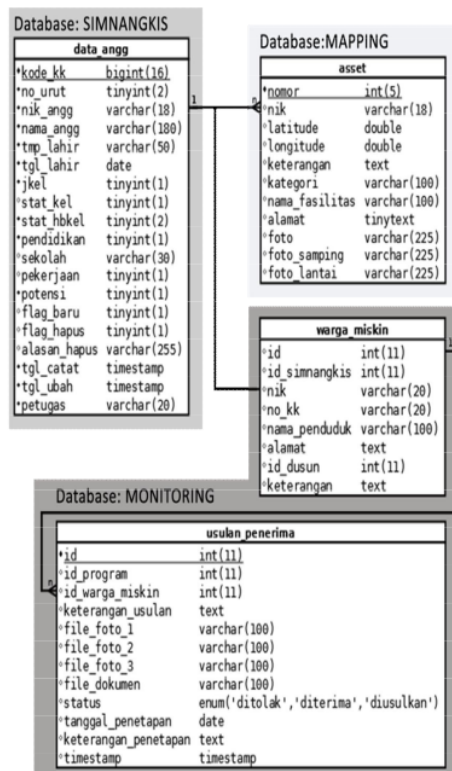 Database: SIMNANGKIS
data_angg
kode_kk bigint(16)
no_urut tinyint(2)
nik_angg varchar(18)
nama_angg varchar(180)
tmp_lahir varchar(50)
tgl_lahir date
jkel tinyint(1)
stat_kel tinyint(1)
stat_hbkel tinyint(2)
pendidikan tinyint(1)
sekolah varchar(30)
pekerjaan tinyint(1)
potensi tinyint(1)
flag_baru tinyint(1)
flag_hapus tinyint(1)
alasan_hapus varchar(255)
tgl_catat timestamp
tgl_ubah timestamp
petugas varchar(20)
1
n
Database:MAPPING
asset
nomor int(5)
nik varchar(18)
latitude double
longitude double
keterangan text
kategori varchar(100)
nama_fasilitas varchar(100)
alamat tinytext
foto varchar(225)
foto_samping varchar(225)
foto_lantai varchar(225)
warga_miskin
1
id int(11)
id_simnangkis int(11)
nik varchar(20)
no_kk varchar(20)
nama_penduduk varchar(100)
alamat text
id_dusun int(11)
keterangan text
Database: MONITORING
usulan_penerima
id int(11)
id_program int(11)
n
id_warga_miskin int(11)
keterangan_usulan text
file_foto_1 varchar(100)
file_foto_2 varchar(100)
file_foto_3 varchar(100)
file_dokumen varchar(100)
status enum('ditolak','diterima','diusulkan')
tanggal_penetapan date
keterangan_penetapan text
timestamp timestamp